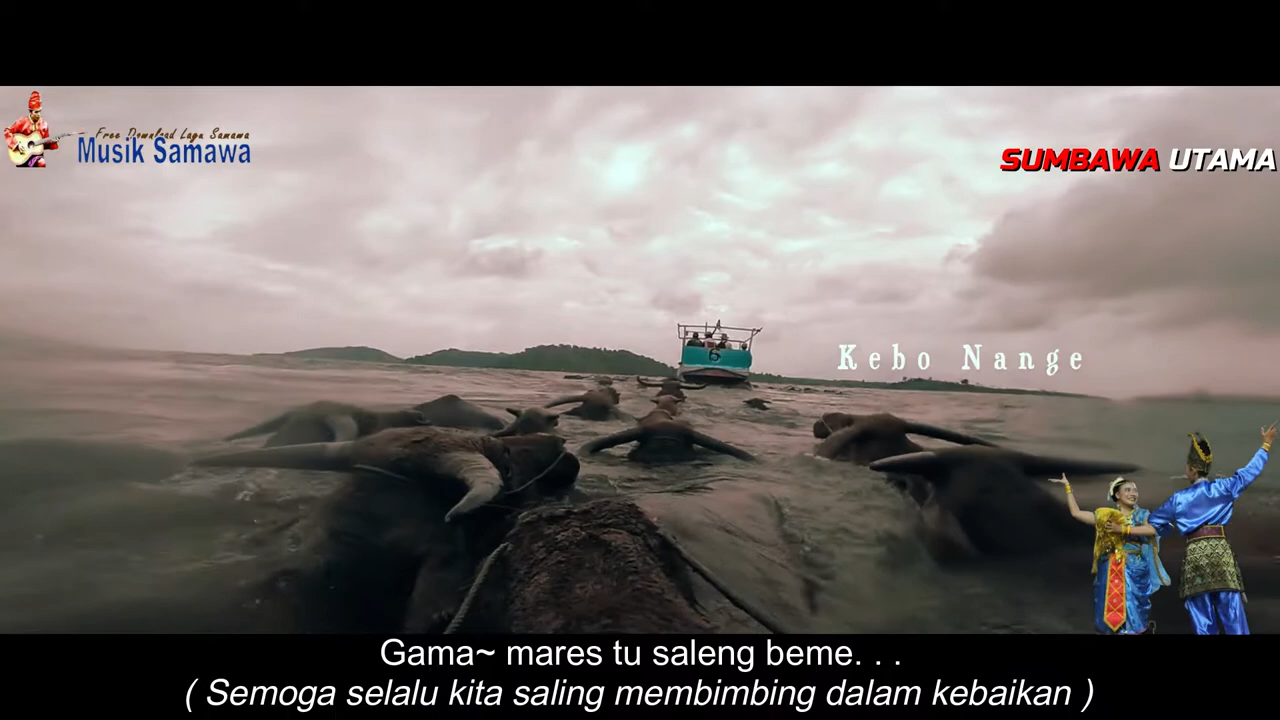 Free Download Lagu Samawa
Musik Samawa
SUMBAWA UTAMA
6
Kebo Nange
Gama~ mares tu saleng beme. . .
( Semoga selalu kita saling membimbing dalam kebaikan )